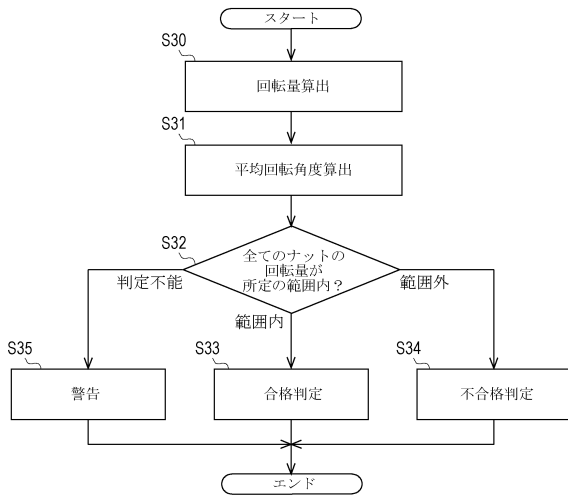 スタート
S30
回転量算出
S31
平均回転角度算出
S32
全てのナットの
回転量が
所定の範囲内？
判定不能
範囲内
範囲外
S35
警告
S33
合格判定
S34
不合格判定
エンド